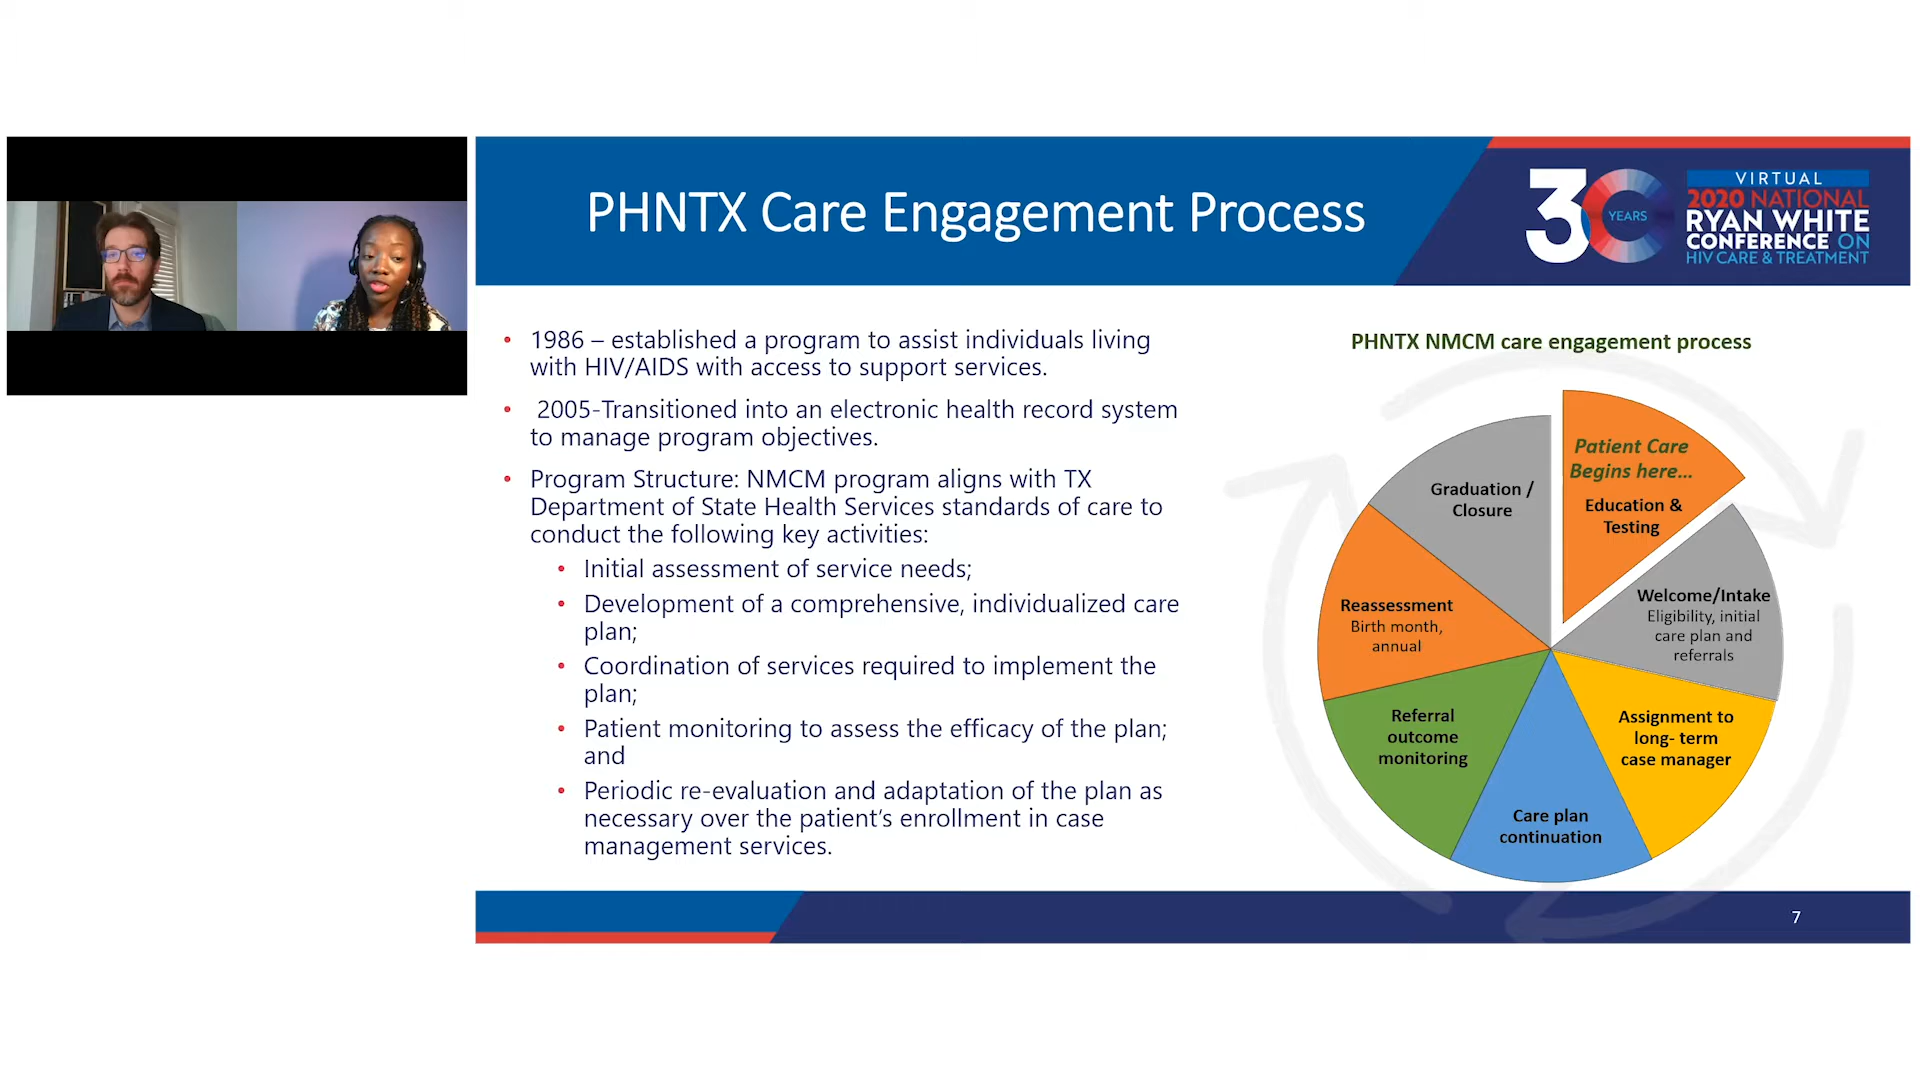 PHNTX Care Engagement Process
30 YEARS
VIRTUAL
2020 NATIONAL
RYAN WHITE
CONFERENCE ON
HIV CARE & TREATMENT
• 1986 – established a program to assist individuals living
with HIV/AIDS with access to support services.
• 2005-Transitioned into an electronic health record system
to manage program objectives.
• Program Structure: NMCM program aligns with TX
Department of State Health Services standards of care to
conduct the following key activities:
• Initial assessment of service needs;
• Development of a comprehensive, individualized care
plan;
• Coordination of services required to implement the
plan;
• Patient monitoring to assess the efficacy of the plan;
and
• Periodic re-evaluation and adaptation of the plan as
necessary over the patient’s enrollment in case
management services.
PHNTX NMCM care engagement process
Patient Care
Begins here...
Education &
Testing
Welcome/Intake
Eligibility, initial
care plan and
referrals
Assignment to
long- term
case manager
Care plan
continuation
Referral
outcome
monitoring
Reassessment
Birth month,
annual
Graduation /
Closure
7